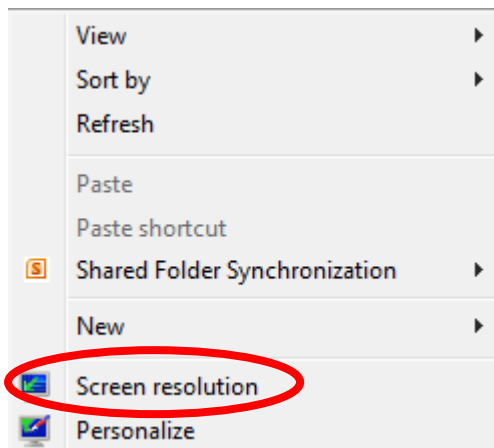 View
Sort by
Refresh
Paste
Paste shortcut
S
Shared Folder Synchronization
New
Screen resolution
Personalize